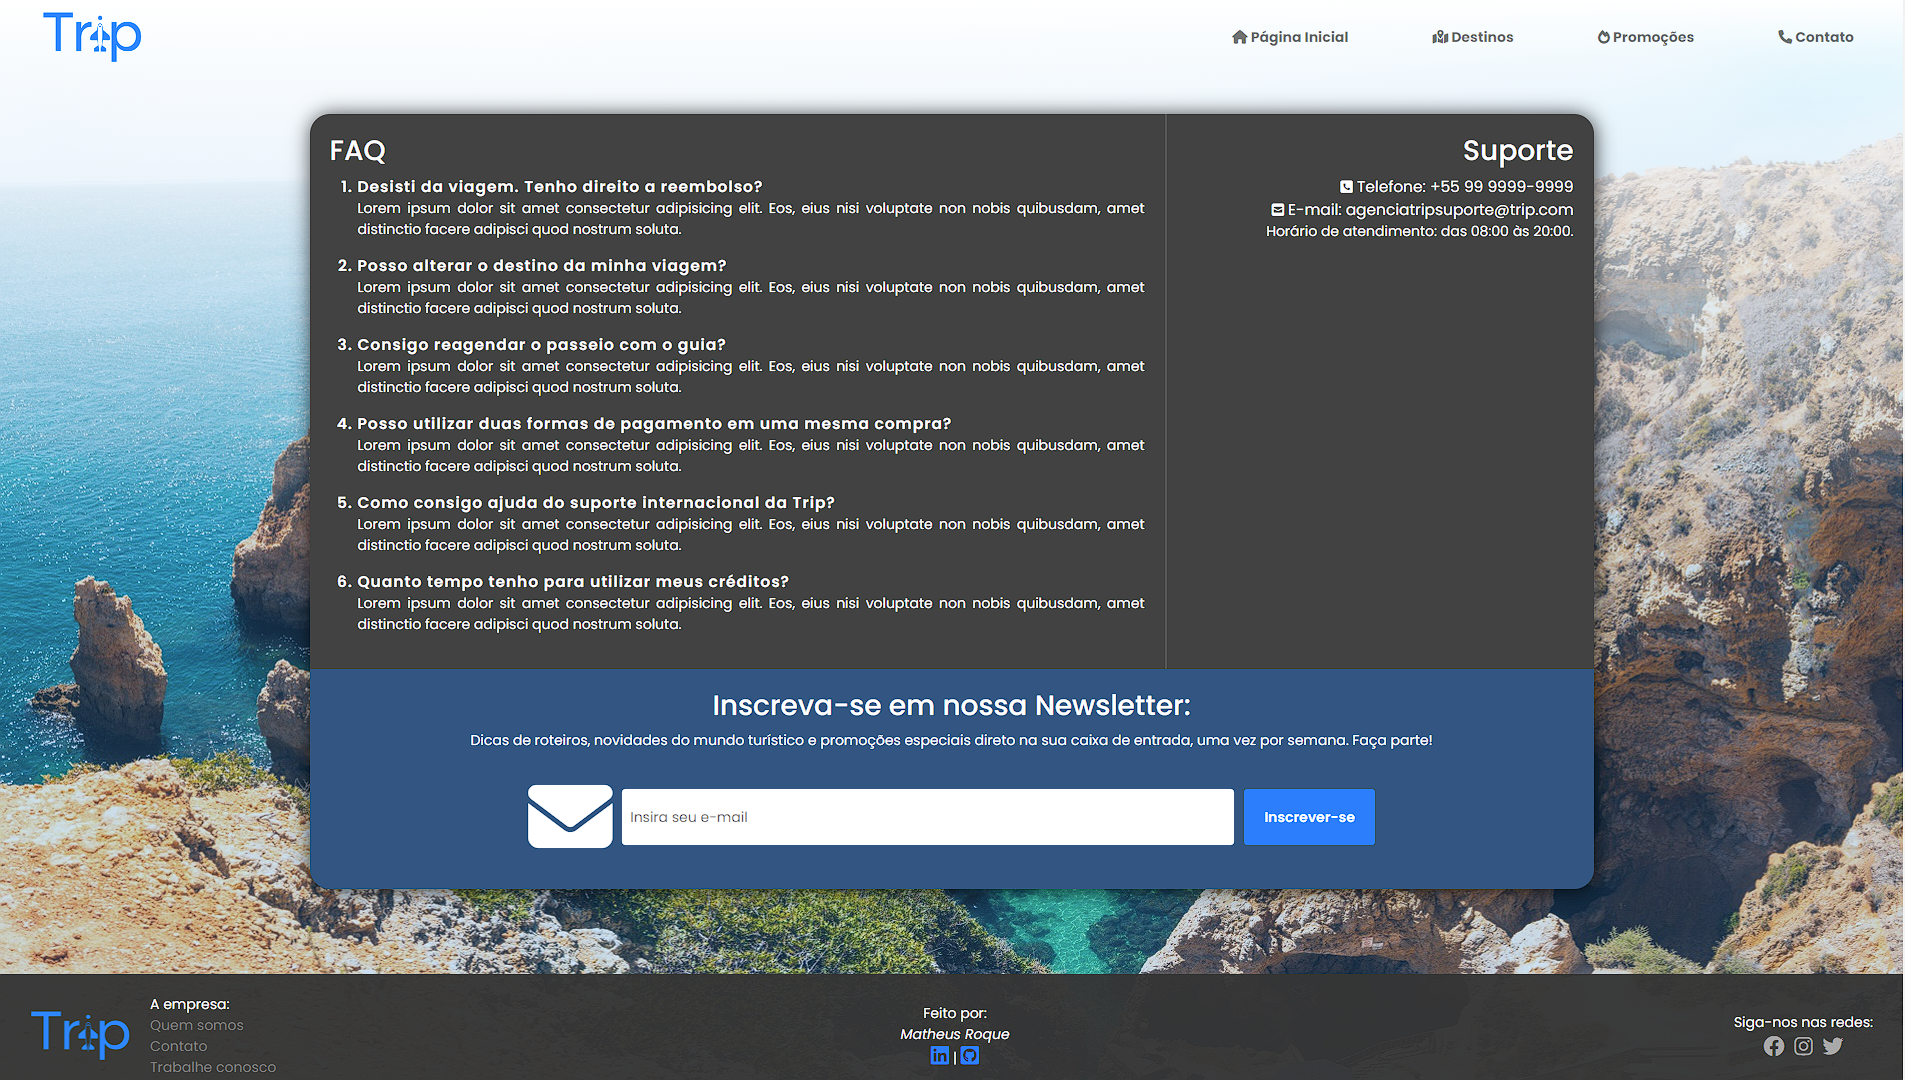 Trip
Página Inicial
Destinos
Promoções
Contato
FAQ
1. Desisti da viagem. Tenho direito a reembolso?
Lorem ipsum dolor sit amet consectetur adipisicing elit. Eos, eius nisi voluptate non nobis quibusdam, amet
distinctio facere adipisci quod nostrum soluta.
2. Posso alterar o destino da minha viagem?
Lorem ipsum dolor sit amet consectetur adipisicing elit. Eos, eius nisi voluptate non nobis quibusdam, amet
distinctio facere adipisci quod nostrum soluta.
3. Consigo reagendar o passeio com o guia?
Lorem ipsum dolor sit amet consectetur adipisicing elit. Eos, eius nisi voluptate non nobis quibusdam, amet
distinctio facere adipisci quod nostrum soluta.
4. Posso utilizar duas formas de pagamento em uma mesma compra?
Lorem ipsum dolor sit amet consectetur adipisicing elit. Eos, eius nisi voluptate non nobis quibusdam, amet
distinctio facere adipisci quod nostrum soluta.
5. Como consigo ajuda do suporte internacional da Trip?
Lorem ipsum dolor sit amet consectetur adipisicing elit. Eos, eius nisi voluptate non nobis quibusdam, amet
distinctio facere adipisci quod nostrum soluta.
6. Quanto tempo tenho para utilizar meus créditos?
Lorem ipsum dolor sit amet consectetur adipisicing elit. Eos, eius nisi voluptate non nobis quibusdam, amet
distinctio facere adipisci quod nostrum soluta.
Suporte
Telefone: +55 99 9999-9999
E-mail: agenciatripsuporte@trip.com
Horário de atendimento: das 08:00 às 20:00.
Inscreva-se em nossa Newsletter:
Dicas de roteiros, novidades do mundo turístico e promoções especiais direto na sua caixa de entrada, uma vez por semana. Faça parte!
Insira seu e-mail
Inscrever-se
Trip
A empresa:
Quem somos
Contato
Trabalhe conosco
Feito por:
Matheus Roque
|
Siga-nos nas redes: